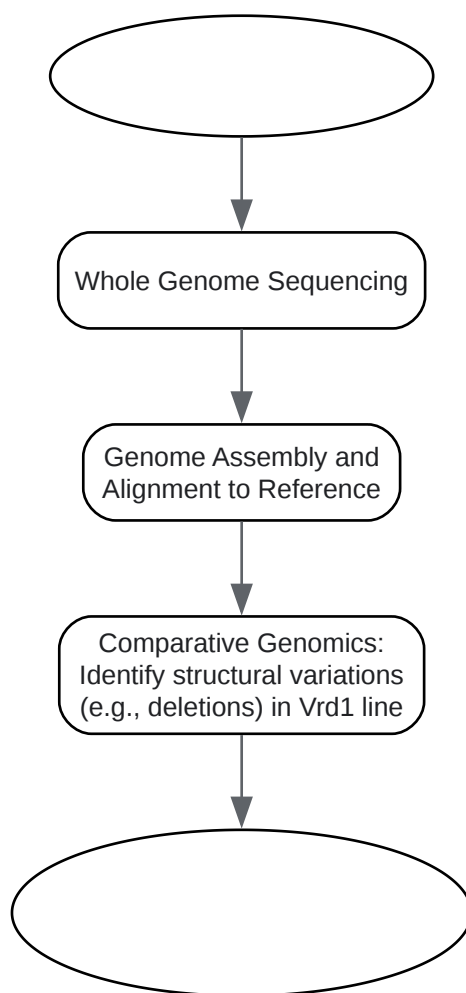 Whole Genome Sequencing
Genome Assembly and
Alignment to Reference
Comparative Genomics:
Identify structural variations
(e.g., deletions) in Vrd1 line